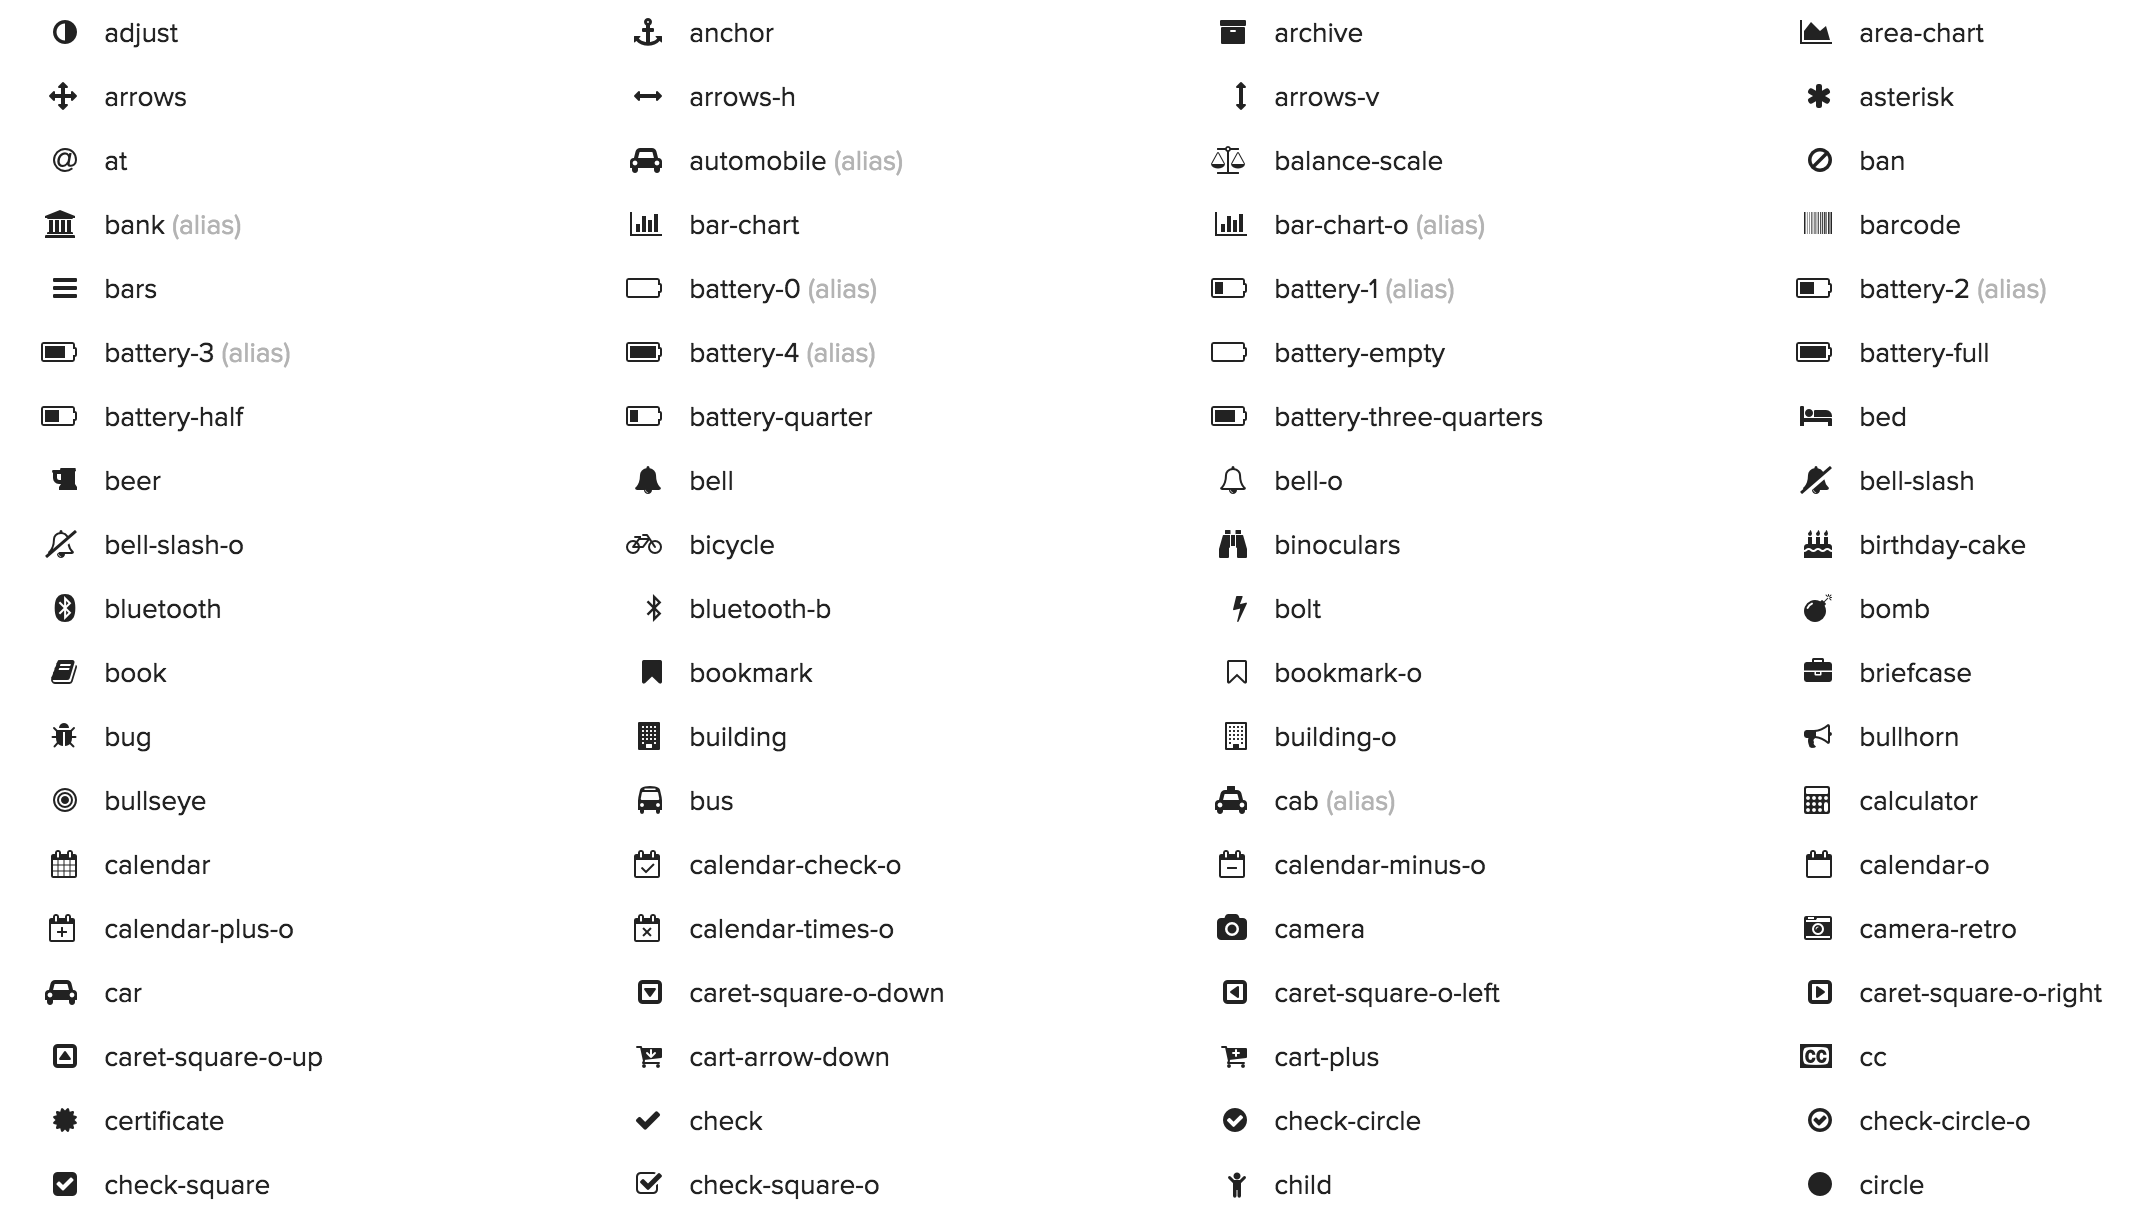 adjust anchor archive area-chart
arrows arrows-h arrows-v asterisk
at automobile (alias) balance-scale ban
bank (alias) bar-chart bar-chart-o (alias) barcode
bars battery-0 (alias) battery-1 (alias) battery-2 (alias)
battery-3 (alias) battery-4 (alias) battery-empty battery-full
battery-half battery-quarter battery-three-quarters bed
beer bell bell-o bell-slash
bell-slash-o bicycle binoculars birthday-cake
bluetooth bluetooth-b bolt bomb
book bookmark bookmark-o briefcase
bug building building-o bullhorn
bullseye bus cab (alias) calculator
calendar calendar-check-o calendar-minus-o calendar-o
calendar-plus-o calendar-times-o camera camera-retro
car caret-square-o-down caret-square-o-left caret-square-o-right
caret-square-o-up cart-arrow-down cart-plus CC cc
certificate check check-circle check-circle-o
check-square check-square-o child circle